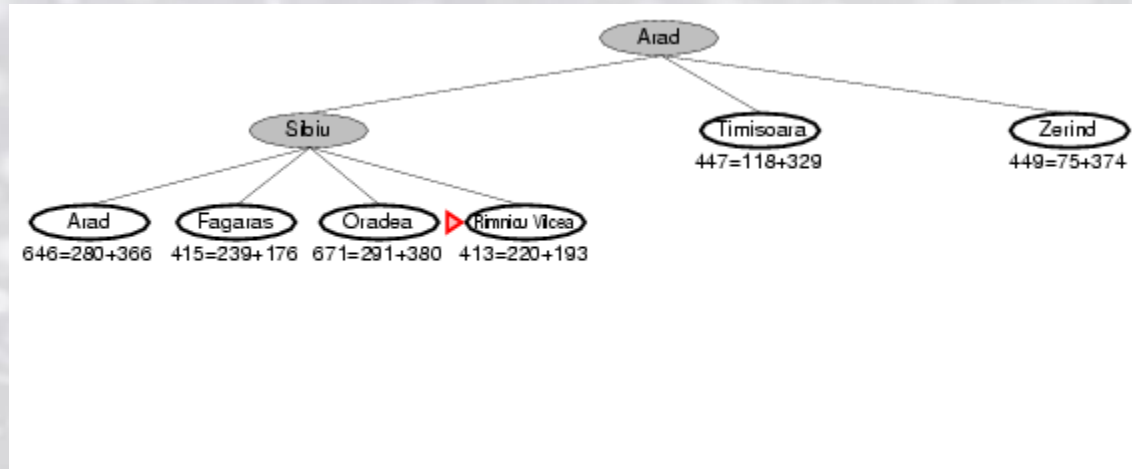 Arad
Sibiu Timisoara Zerind
447=118+329 449=75+374
Arad Fagaras Oradea Rimnicu Vilcea
646=280+366 415=239+176 671=291+380 413=220+193